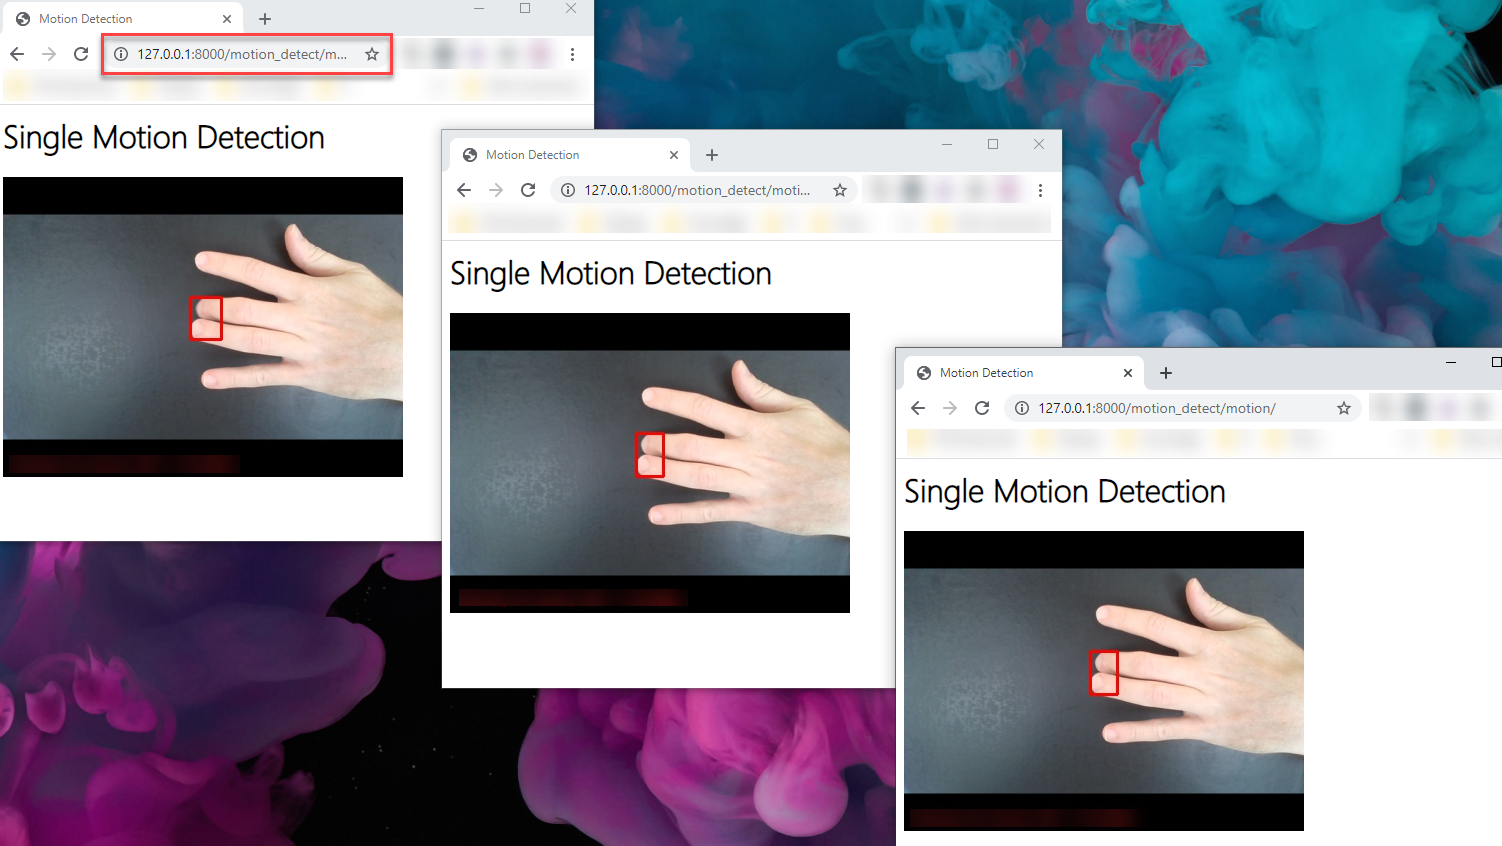 Motion Detection
127.0.0.1:8000/motion_detect/m...
Single Motion Detection
Motion Detection
127.0.0.1:8000/motion_detect/moti...
Single Motion Detection
Motion Detection
127.0.0.1:8000/motion_detect/motion/
Single Motion Detection